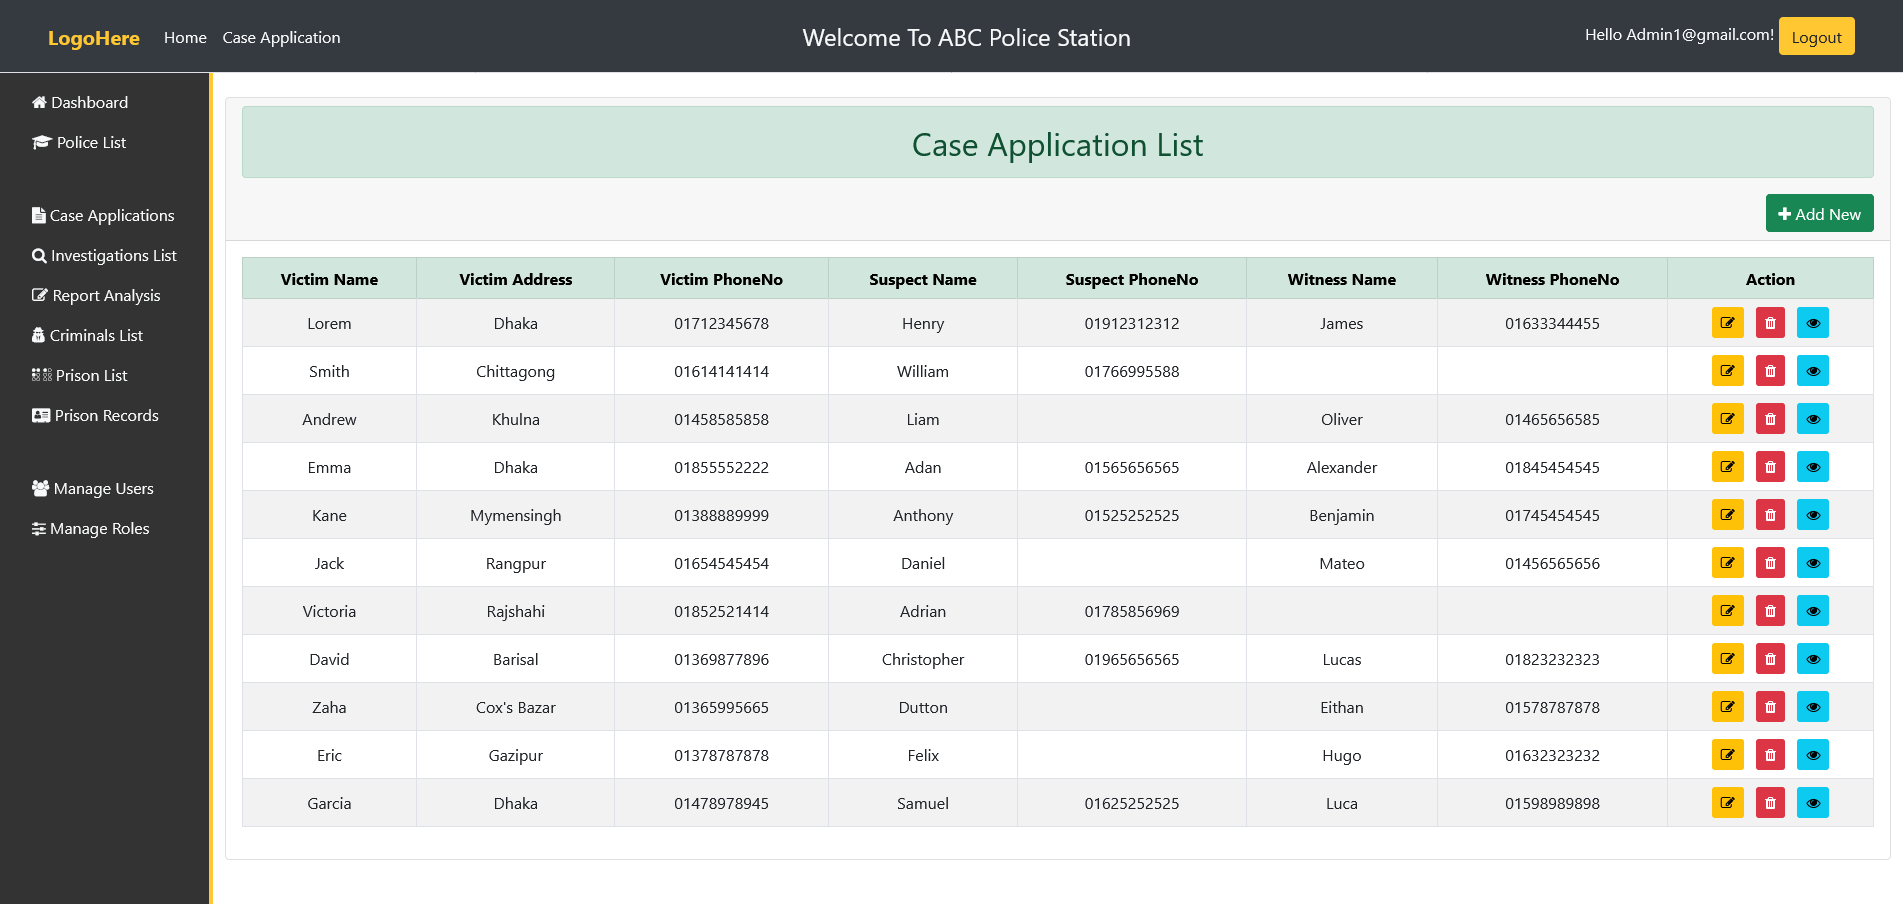 LogoHere Home Case Application Welcome To ABC Police Station Hello Admin1@gmail.com! Logout
Dashboard
Police List
Case Applications
Investigations List
Report Analysis
Criminals List
Prison List
Prison Records
Manage Users
Manage Roles
Case Application List
Add New
Victim Name Victim Address Victim PhoneNo Suspect Name Suspect PhoneNo Witness Name Witness PhoneNo Action
Lorem Dhaka 01712345678 Henry 01912312312 James 01633344455
Smith Chittagong 01614141414 William 01766995588
Andrew Khulna 01458585858 Liam Oliver 01465656585
Emma Dhaka 01855552222 Adan 01565656565 Alexander 01845454545
Kane Mymensingh 01388889999 Anthony 01525252525 Benjamin 01745454545
Jack Rangpur 01654545454 Daniel Mateo 01456565656
Victoria Rajshahi 01852521414 Adrian 01785856969
David Barisal 01369877896 Christopher 01965656565 Lucas 01823232323
Zaha Cox's Bazar 01365995665 Dutton Eithan 01578787878
Eric Gazipur 01378787878 Felix Hugo 01632323232
Garcia Dhaka 01478978945 Samuel 01625252525 Luca 01598989898